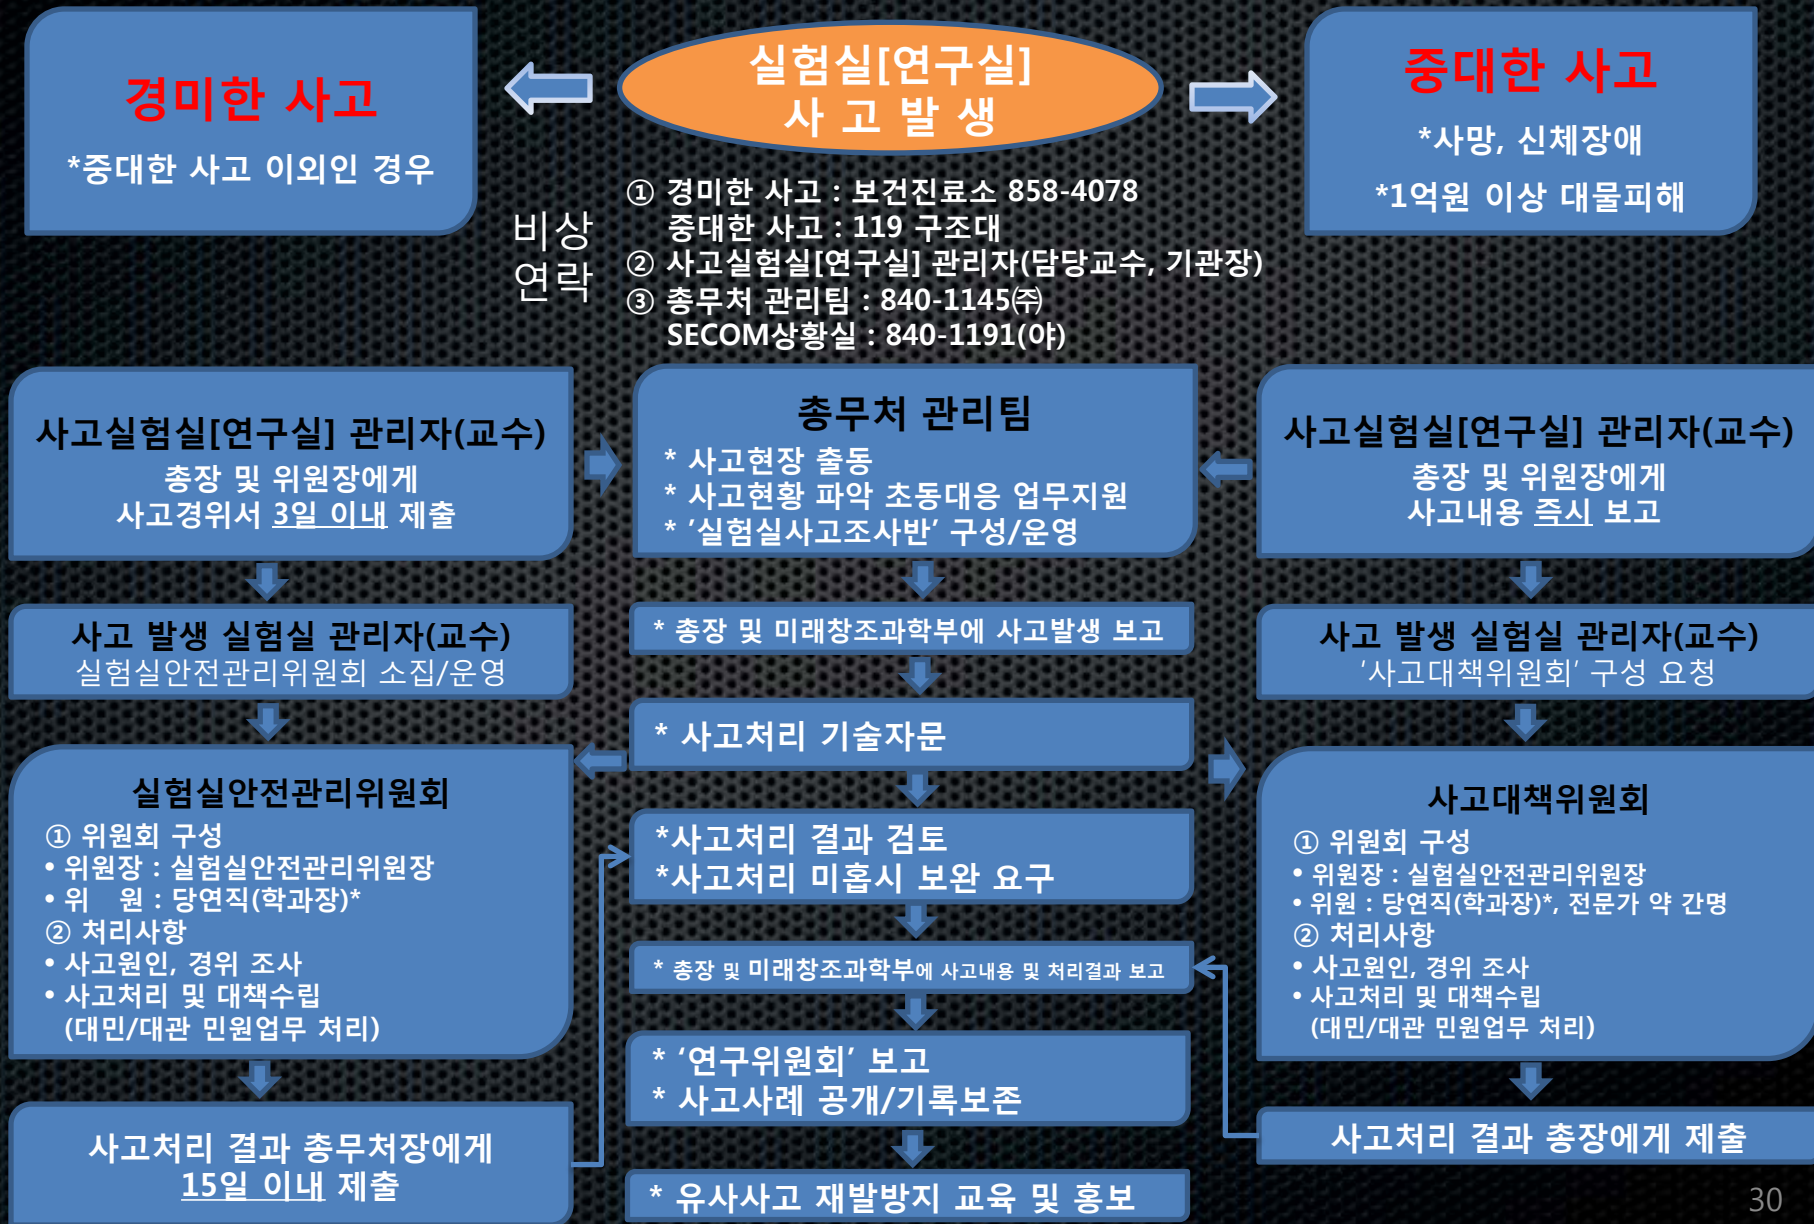 경미한 사고
*중대한 사고 이외인 경우
실험실[연구실]
사 고 발 생
중대한 사고
*사망, 신체장애
*1억원 이상 대물피해
비상
연락
① 경미한 사고 : 보건진료소 858-4078
중대한 사고 : 119 구조대
② 사고실험실[연구실] 관리자(담당교수, 기관장)
③ 총무처 관리팀 : 840-1145㈜
SECOM상황실 : 840-1191(야)
사고실험실[연구실] 관리자(교수)
총장 및 위원장에게
사고경위서 3일 이내 제출
총무처 관리팀
* 사고현장 출동
* 사고현황 파악 초동대응 업무지원
* '실험실사고조사반' 구성/운영
사고실험실[연구실] 관리자(교수)
총장 및 위원장에게
사고내용 즉시 보고
사고 발생 실험실 관리자(교수)
실험실안전관리위원회 소집/운영
* 총장 및 미래창조과학부에 사고발생 보고
사고 발생 실험실 관리자(교수)
'사고대책위원회' 구성 요청
* 사고처리 기술자문
실험실안전관리위원회
① 위원회 구성
• 위원장 : 실험실안전관리위원장
• 위 원 : 당연직(학과장)*
② 처리사항
• 사고원인, 경위 조사
• 사고처리 및 대책수립
(대민/대관 민원업무 처리)
*사고처리 결과 검토
*사고처리 미흡시 보완 요구
* 총장 및 미래창조과학부에 사고내용 및 처리결과 보고
사고대책위원회
① 위원회 구성
• 위원장 : 실험실안전관리위원장
• 위원 : 당연직(학과장)*, 전문가 약 간명
② 처리사항
• 사고원인, 경위 조사
• 사고처리 및 대책수립
(대민/대관 민원업무 처리)
* '연구위원회' 보고
* 사고사례 공개/기록보존
사고처리 결과 총무처장에게
15일 이내 제출
* 유사사고 재발방지 교육 및 홍보
사고처리 결과 총장에게 제출
30